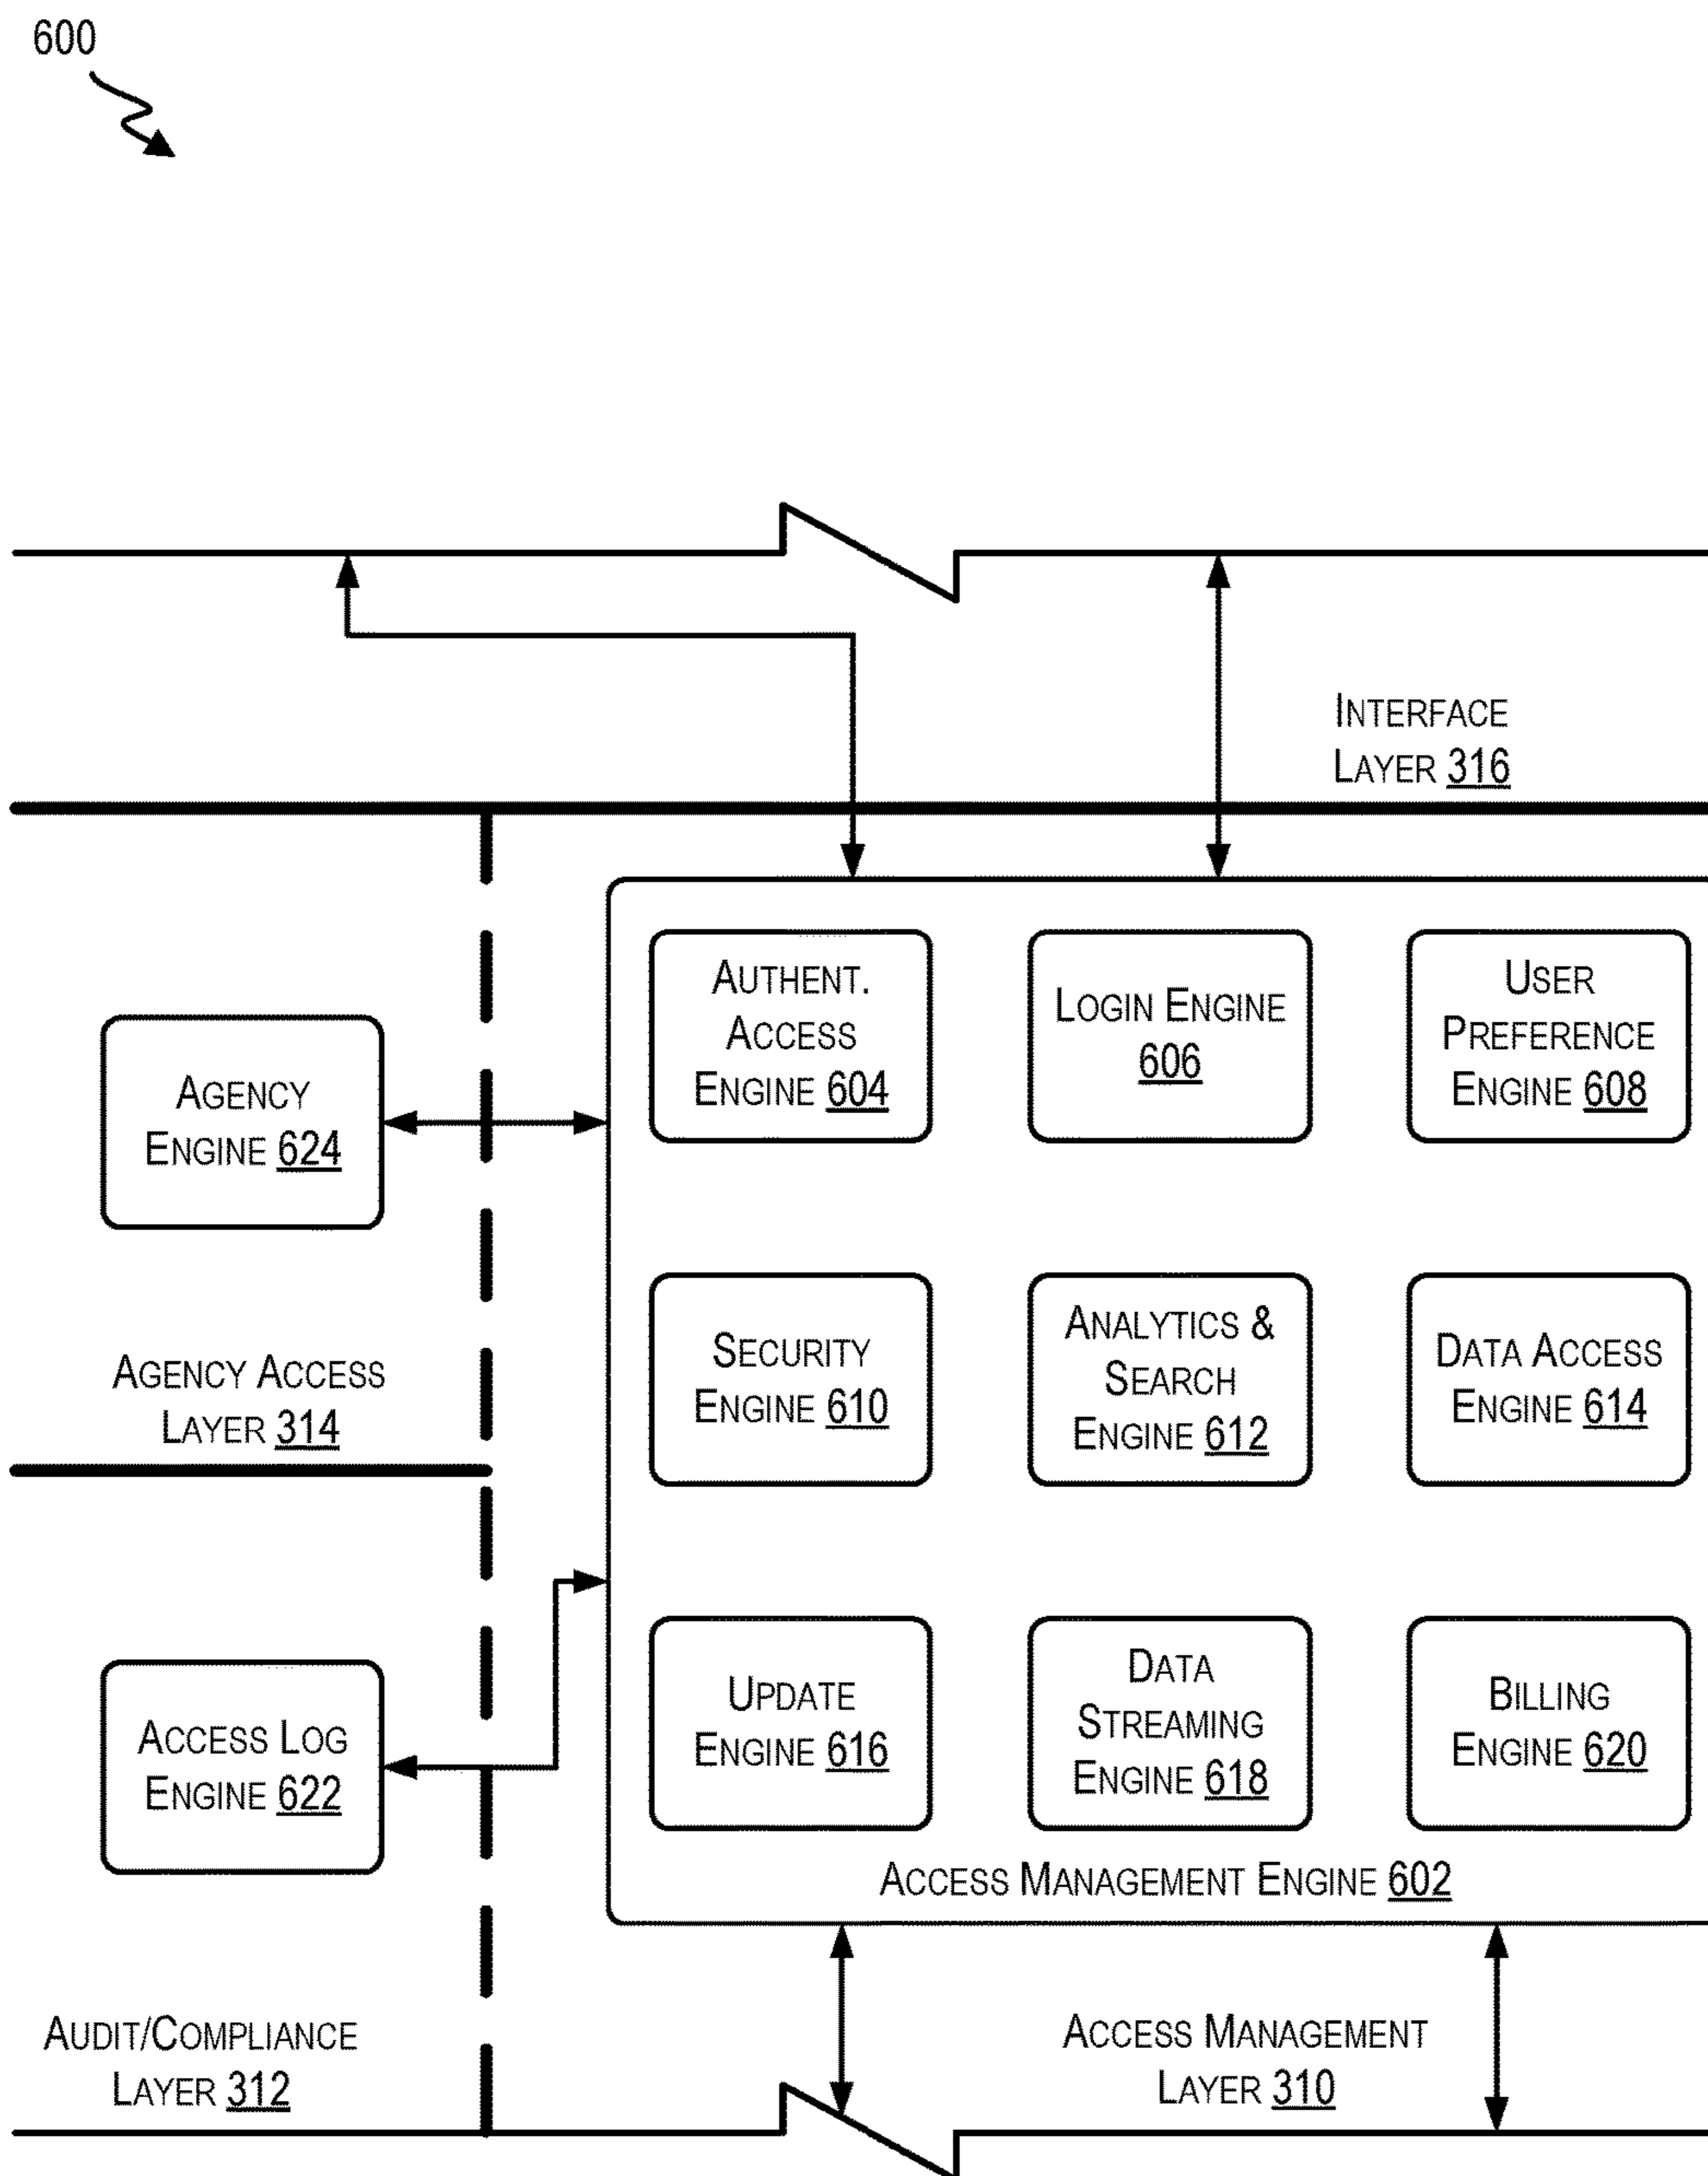 600
INTERFACE
LAYER 316
AUTHENT.
ACCESS
ENGINE 604
LOGIN ENGINE
606
USER
PREFERENCE
ENGINE 608
AGENCY
ENGINE 624
SECURITY
ENGINE 610
ANALYTICS &
SEARCH
ENGINE 612
DATA ACCESS
ENGINE 614
AGENCY ACCESS
LAYER 314
UPDATE
ENGINE 616
DATA
STREAMING
ENGINE 618
BILLING
ENGINE 620
ACCESS LOG
ENGINE 622
ACCESS MANAGEMENT ENGINE 602
AUDIT/COMPLIANCE
LAYER 312
ACCESS MANAGEMENT
LAYER 310